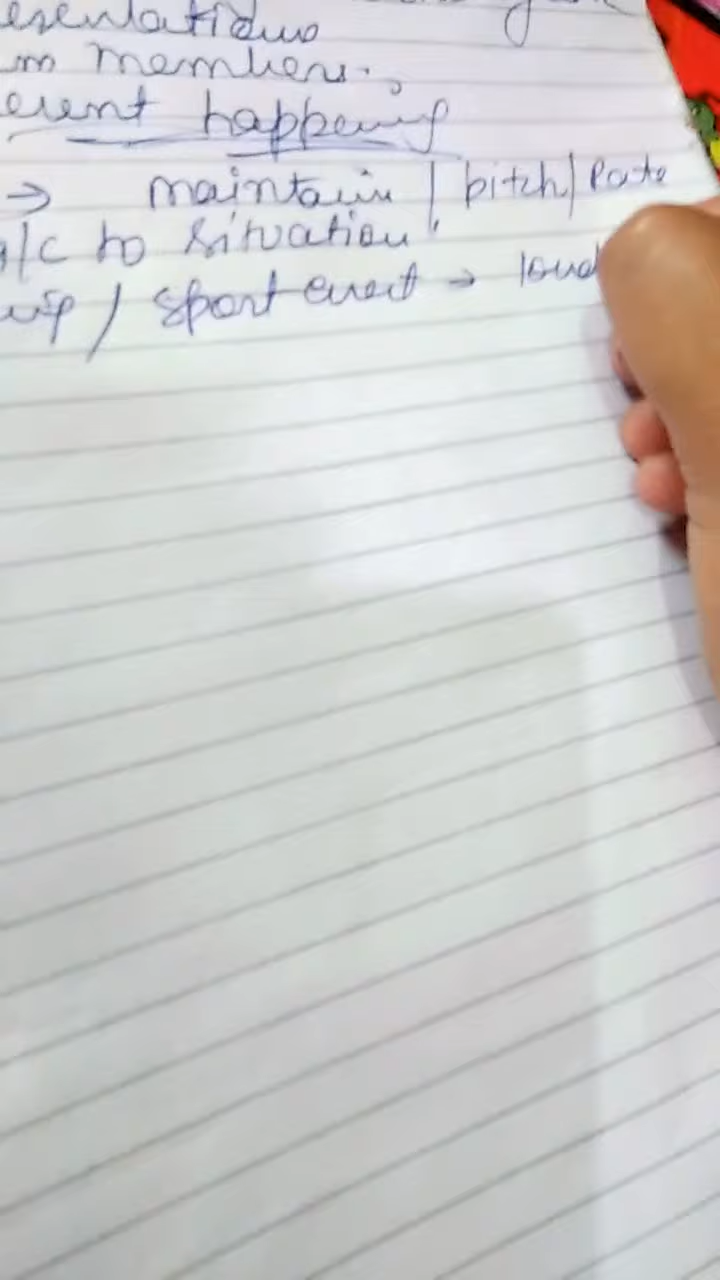 esentations
m members.,
event happening
→ maintain / pitch / Rate
a/c to situation'
/ sport event → loud